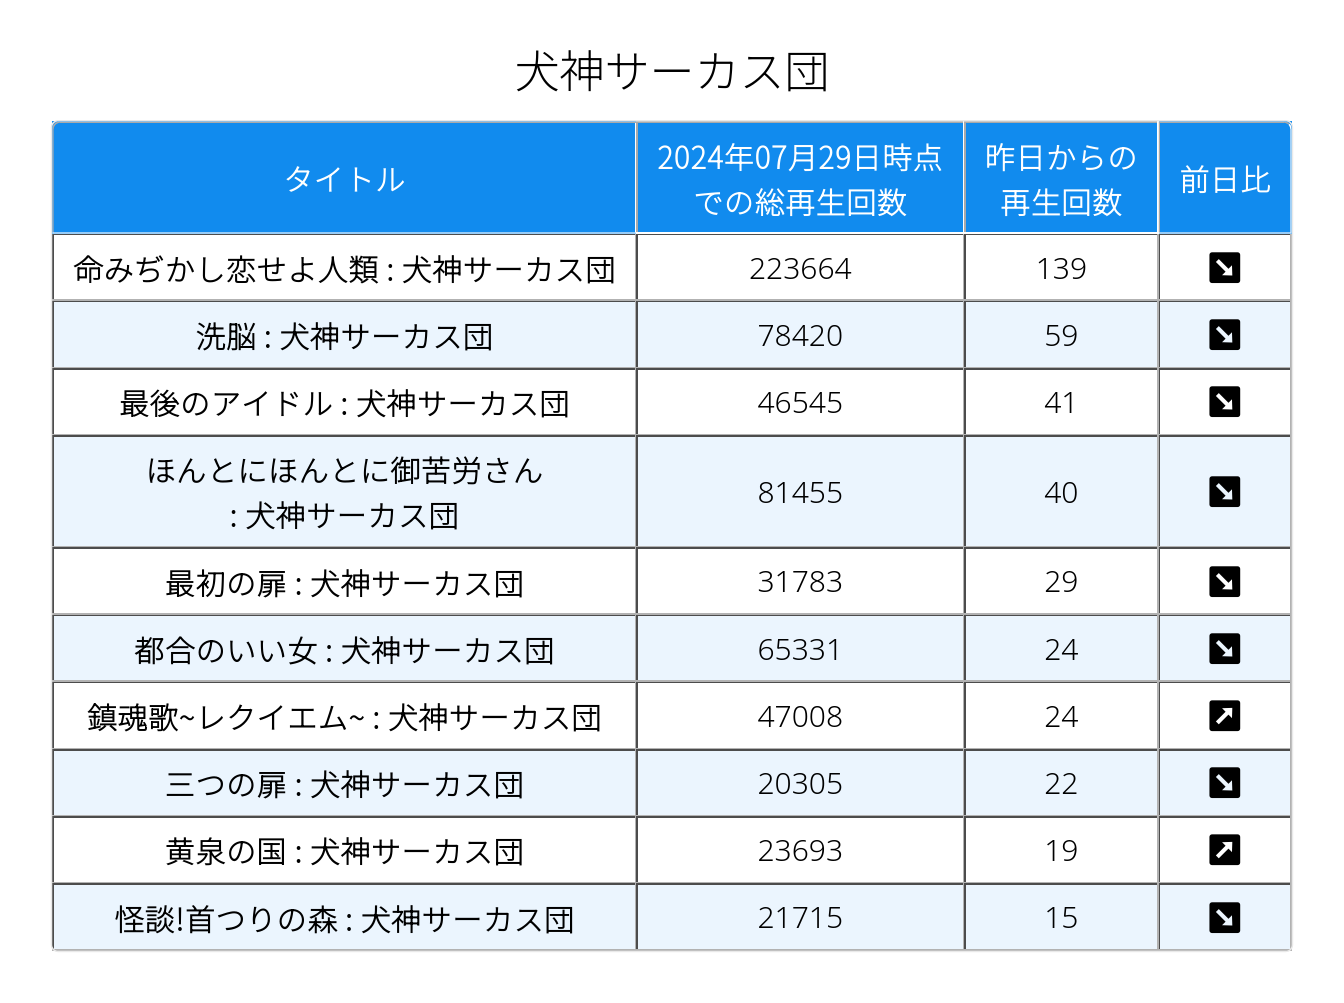 犬神サーカス団
タイトル
2024年07月29日時点
での総再生回数
昨日からの
再生回数
前日比
命みぢかし恋せよ人類 : 犬神サーカス団 223664 139 ↘
洗脳 : 犬神サーカス団 78420 59 ↘
最後のアイドル : 犬神サーカス団 46545 41 ↘
ほんとにほんとに御苦労さん
: 犬神サーカス団 81455 40 ↘
最初の扉 : 犬神サーカス団 31783 29 ↘
都合のいい女 : 犬神サーカス団 65331 24 ↘
鎮魂歌~レクイエム~ : 犬神サーカス団 47008 24 ↗
三つの扉 : 犬神サーカス団 20305 22 ↘
黄泉の国 : 犬神サーカス団 23693 19 ↗
怪談!首つりの森 : 犬神サーカス団 21715 15 ↘